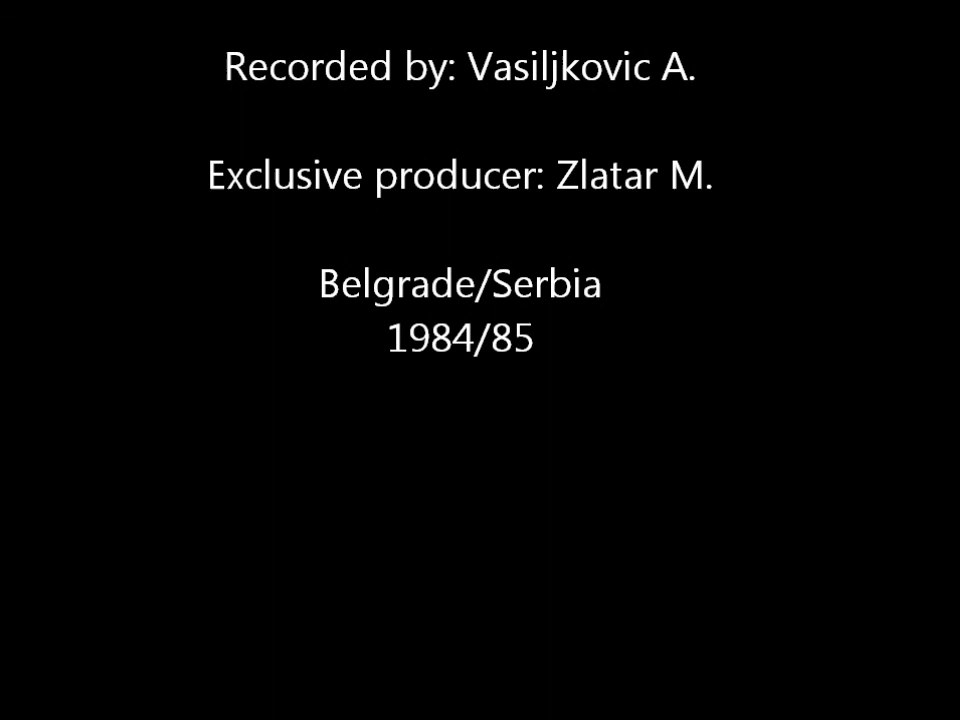 Recorded by: Vasiljkovic A.
Exclusive producer: Zlatar M.
Belgrade/Serbia
1984/85